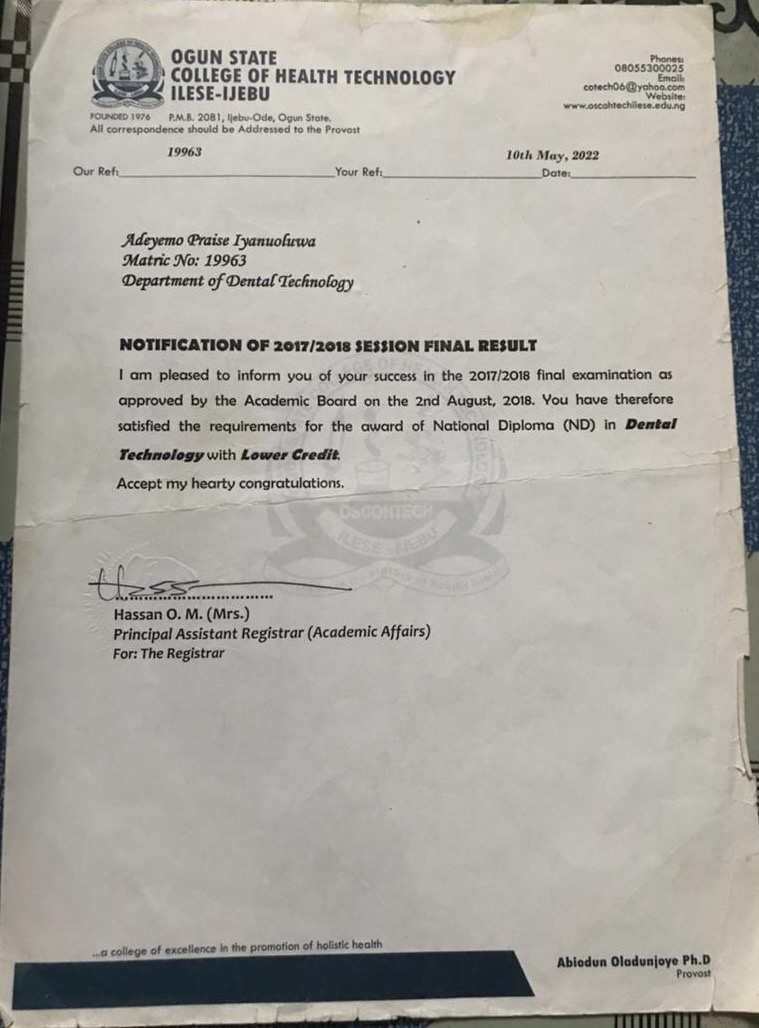 OGUN STATE
COLLEGE OF HEALTH TECHNOLOGY
ILESE-IJEBU
FOUNDED 1976 P.M.B. 2081, Ijebu-Ode, Ogun State.
All correspondence should be Addressed to the Provost
Phones:
08055300025
Email:
cotech06@yahoo.com
Website:
www.oscohtechilese.edu.ng
19963 10th May, 2022
Our Ref: Your Ref: Date:
Adeyemo Praise Iyanuoluwa
Matric No: 19963
Department of Dental Technology
NOTIFICATION OF 2017/2018 SESSION FINAL RESULT
I am pleased to inform you of your success in the 2017/2018 final examination as
approved by the Academic Board on the 2nd August, 2018. You have therefore
satisfied the requirements for the award of National Diploma (ND) in Dental
Technology with Lower Credit.
Accept my hearty congratulations.
OSCOHTECH
ILESE - IJEBU
Hassan O. M. (Mrs.)
Principal Assistant Registrar (Academic Affairs)
For: The Registrar
...a college of excellence in the promotion of holistic health
Abiodun Oladunjoye Ph.D
Provost